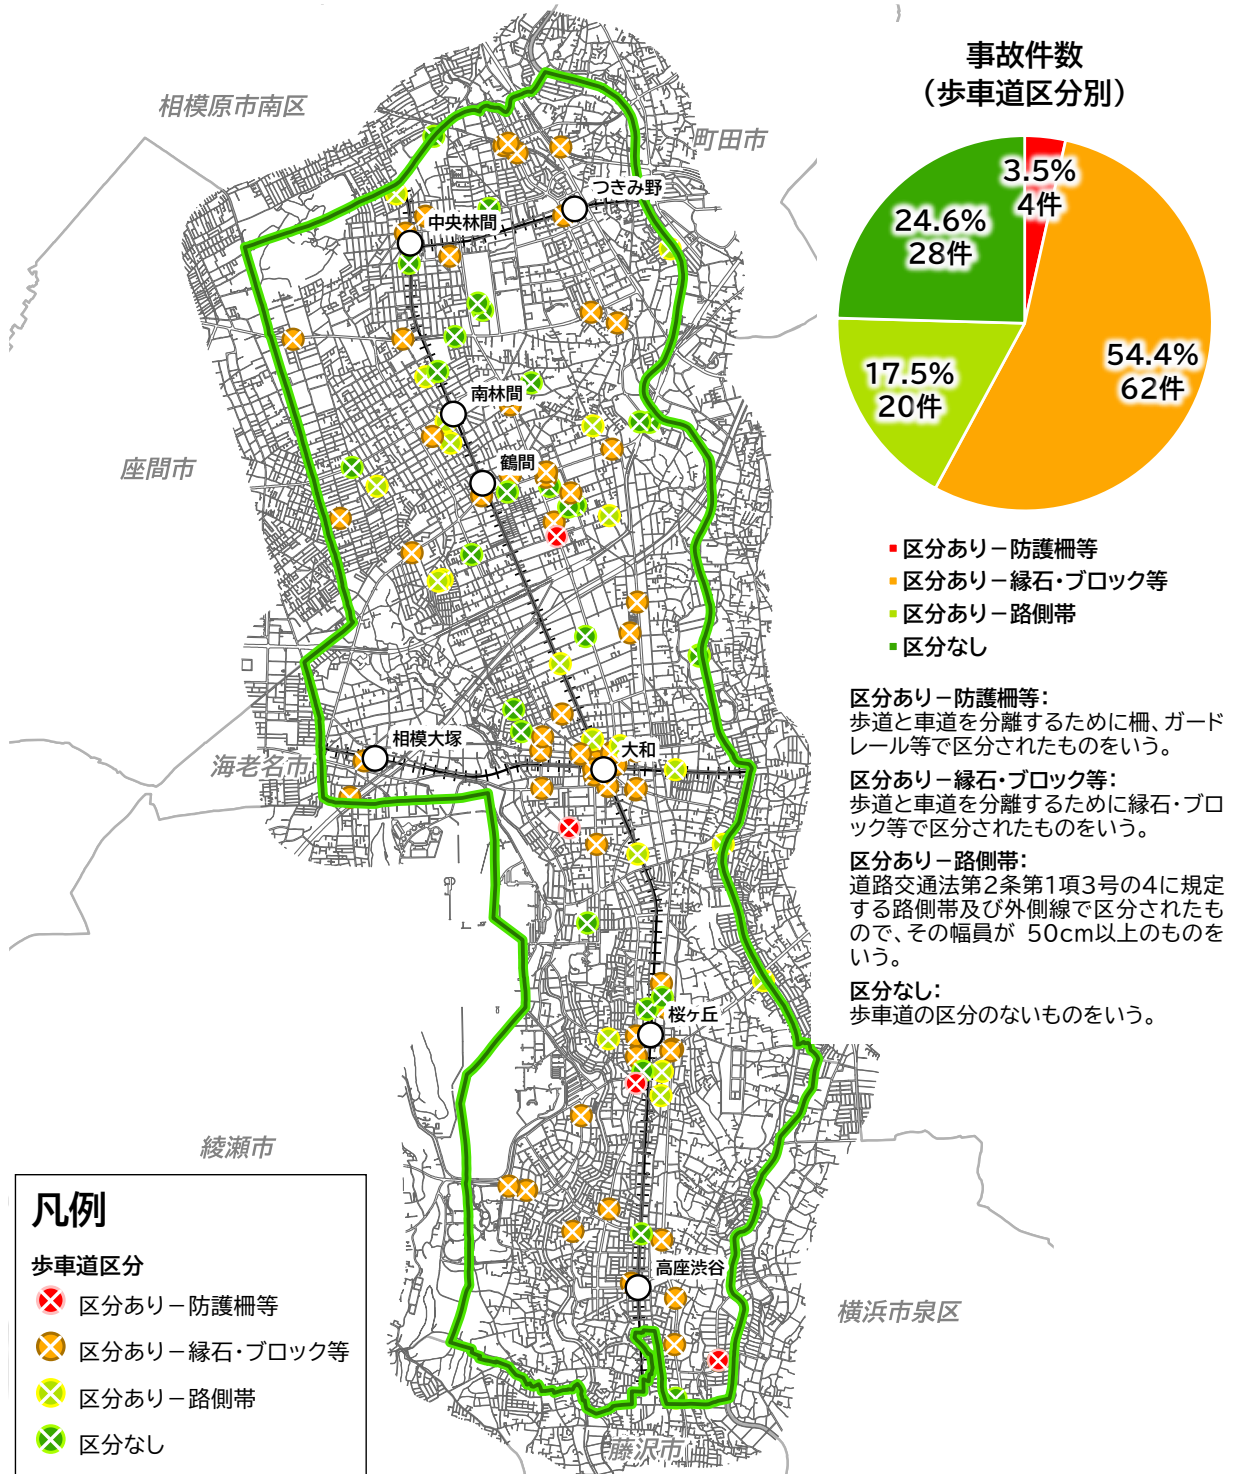 事故件数
（歩車道区分別）
相模原市南区
町田市
つきみ野
中央林間
3.5%
4件
24.6%
28件
54.4%
62件
17.5%
20件
南林間
座間市
鶴間
区分あり－防護柵等
区分あり－縁石・ブロック等
区分あり－路側帯
区分なし
区分あり－防護柵等：
歩道と車道を分離するために柵、ガード
レール等で区分されたものをいう。
相模大塚
大和
海老名市
区分あり－縁石・ブロック等：
歩道と車道を分離するために縁石・ブロ
ック等で区分されたものをいう。
区分あり－路側帯：
道路交通法第2条第1項3号の4に規定
する路側帯及び外側線で区分されたも
ので、その幅員が 50cm以上のものを
いう。
区分なし：
歩車道の区分のないものをいう。
桜ヶ丘
綾瀬市
高座渋谷
横浜市泉区
藤沢市
凡例
歩車道区分
区分あり－防護柵等
区分あり－縁石・ブロック等
区分あり－路側帯
区分なし